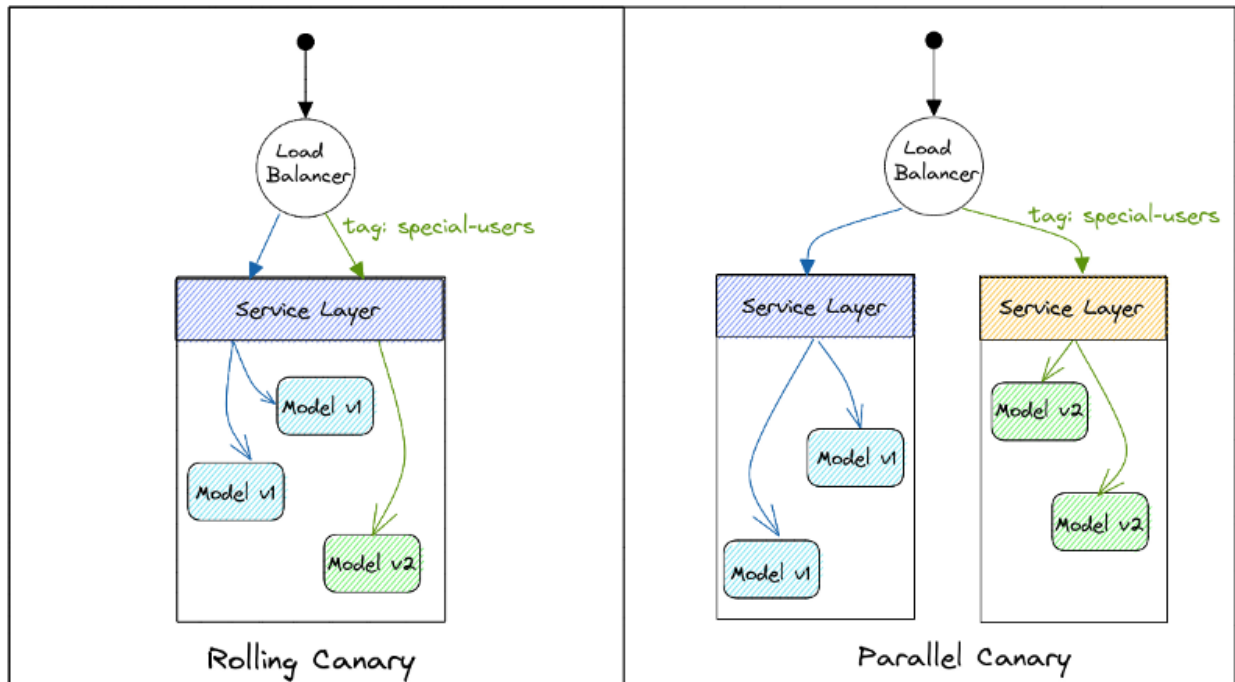 Load
Balancer
tag: special-users
Service Layer
Model v1
Model v1
Model v2
Rolling Canary
Load
Balancer
tag: special-users
Service Layer
Service Layer
Model v2
Model v1
Model v2
Model v1
Parallel Canary